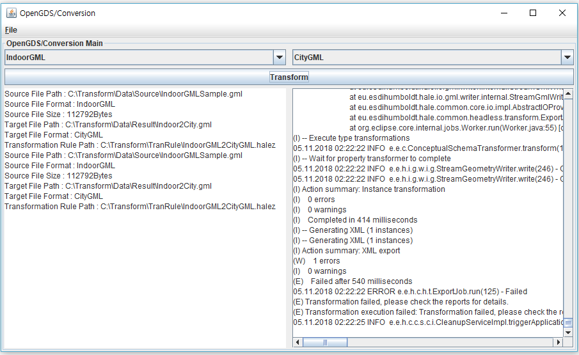 OpenGDS/Conversion
File
OpenGDS/Conversion Main
IndoorGML
CityGML
Transform
Source File Path : C:\Transform\Data\Source\IndoorGMLSample.gml
Source File Format : IndoorGML
Source File Size : 112792Bytes
Target File Path : C:\Transform\Data\Result\Indoor2City.gml
Target File Format : CityGML
Transformation Rule Path : C:\Transform\TranRule\IndoorGML2CityGML.halez
Source File Path : C:\Transform\Data\Source\IndoorGMLSample.gml
Source File Format : IndoorGML
Source File Size : 112792Bytes
Target File Path : C:\Transform\Data\Result\Indoor2City.gml
Target File Format : CityGML
Transformation Rule Path : C:\Transform\TranRule\IndoorGML2CityGML.halez
at eu.esdihumboldt.hale.io.gml.writer.internal.StreamGmlWrit
at eu.esdihumboldt.hale.common.core.io.impl.AbstractIOProv
at eu.esdihumboldt.hale.common.headless.transform.Export
at org.eclipse.core.internal.jobs.Worker.run(Worker.java:55) [o
(I) -- Execute type transformations
05.11.2018 02:22:22 INFO e.e.c.ConceptualSchemaTransformer.transform(1
(I) -- Wait for property transformer to complete
05.11.2018 02:22:22 INFO e.e.h.i.g.w.i.g.StreamGeometryWriter.write(246) -
05.11.2018 02:22:22 INFO e.e.h.i.g.w.i.g.StreamGeometryWriter.write(246) -
(I) Action summary: Instance transformation
(I) 0 errors
(I) 0 warnings
(I) Completed in 414 milliseconds
(I) -- Generating XML (1 instances)
(I) -- Generating XML (1 instances)
(I) Action summary: XML export
(W) 1 errors
(I) 0 warnings
(E) Failed after 540 milliseconds
05.11.2018 02:22:22 ERROR e.e.h.c.h.t.ExportJob.run(125) - Failed
(E) Transformation failed, please check the reports for details.
(E) Transformation execution failed: Transformation failed, please check the re
05.11.2018 02:22:25 INFO e.e.h.c.c.s.c.i.CleanupServiceImpl.triggerApplication